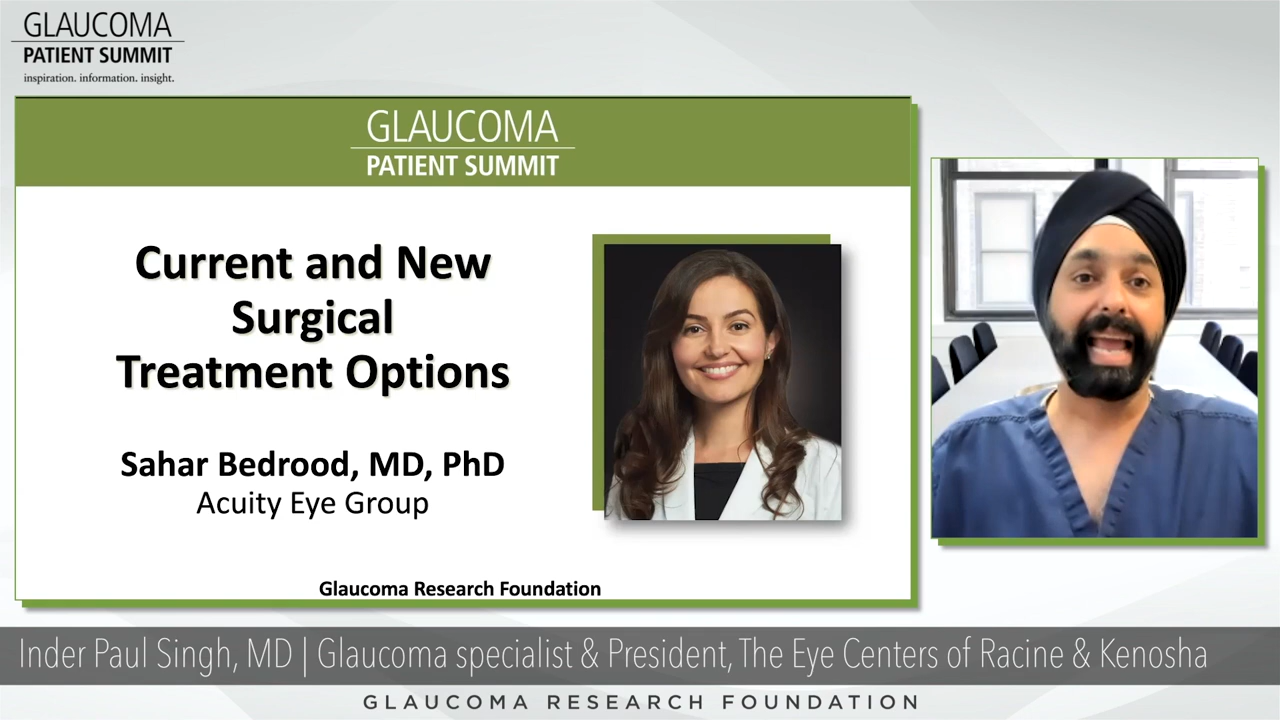 GLAUCOMA
PATIENT SUMMIT
inspiration. information. insight.
GLAUCOMA
PATIENT SUMMIT
Current and New
Surgical
Treatment Options
Sahar Bedrood, MD, PhD
Acuity Eye Group
Glaucoma Research Foundation
Inder Paul Singh, MD | Glaucoma specialist & President, The Eye Centers of Racine & Kenosha
GLAUCOMA RESEARCH FOUNDATION